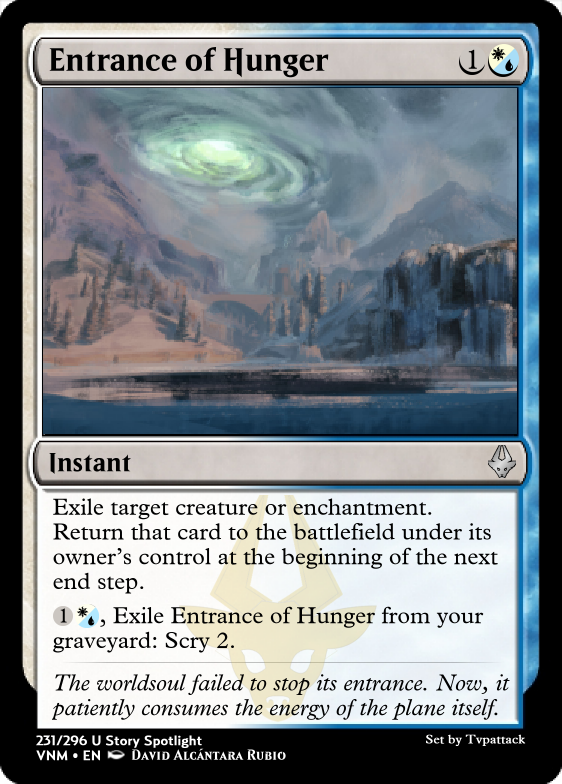 Entrance of Hunger 1
Instant
Exile target creature or enchantment.
Return that card to the battlefield under its
owner's control at the beginning of the next
end step.
1 , Exile Entrance of Hunger from your
graveyard: Scry 2.
The worldsoul failed to stop its entrance. Now, it
patiently consumes the energy of the plane itself.
231/296 U Story Spotlight
VNM • EN DAVID ALCÁNTARA RUBIO
Set by Tvpattack